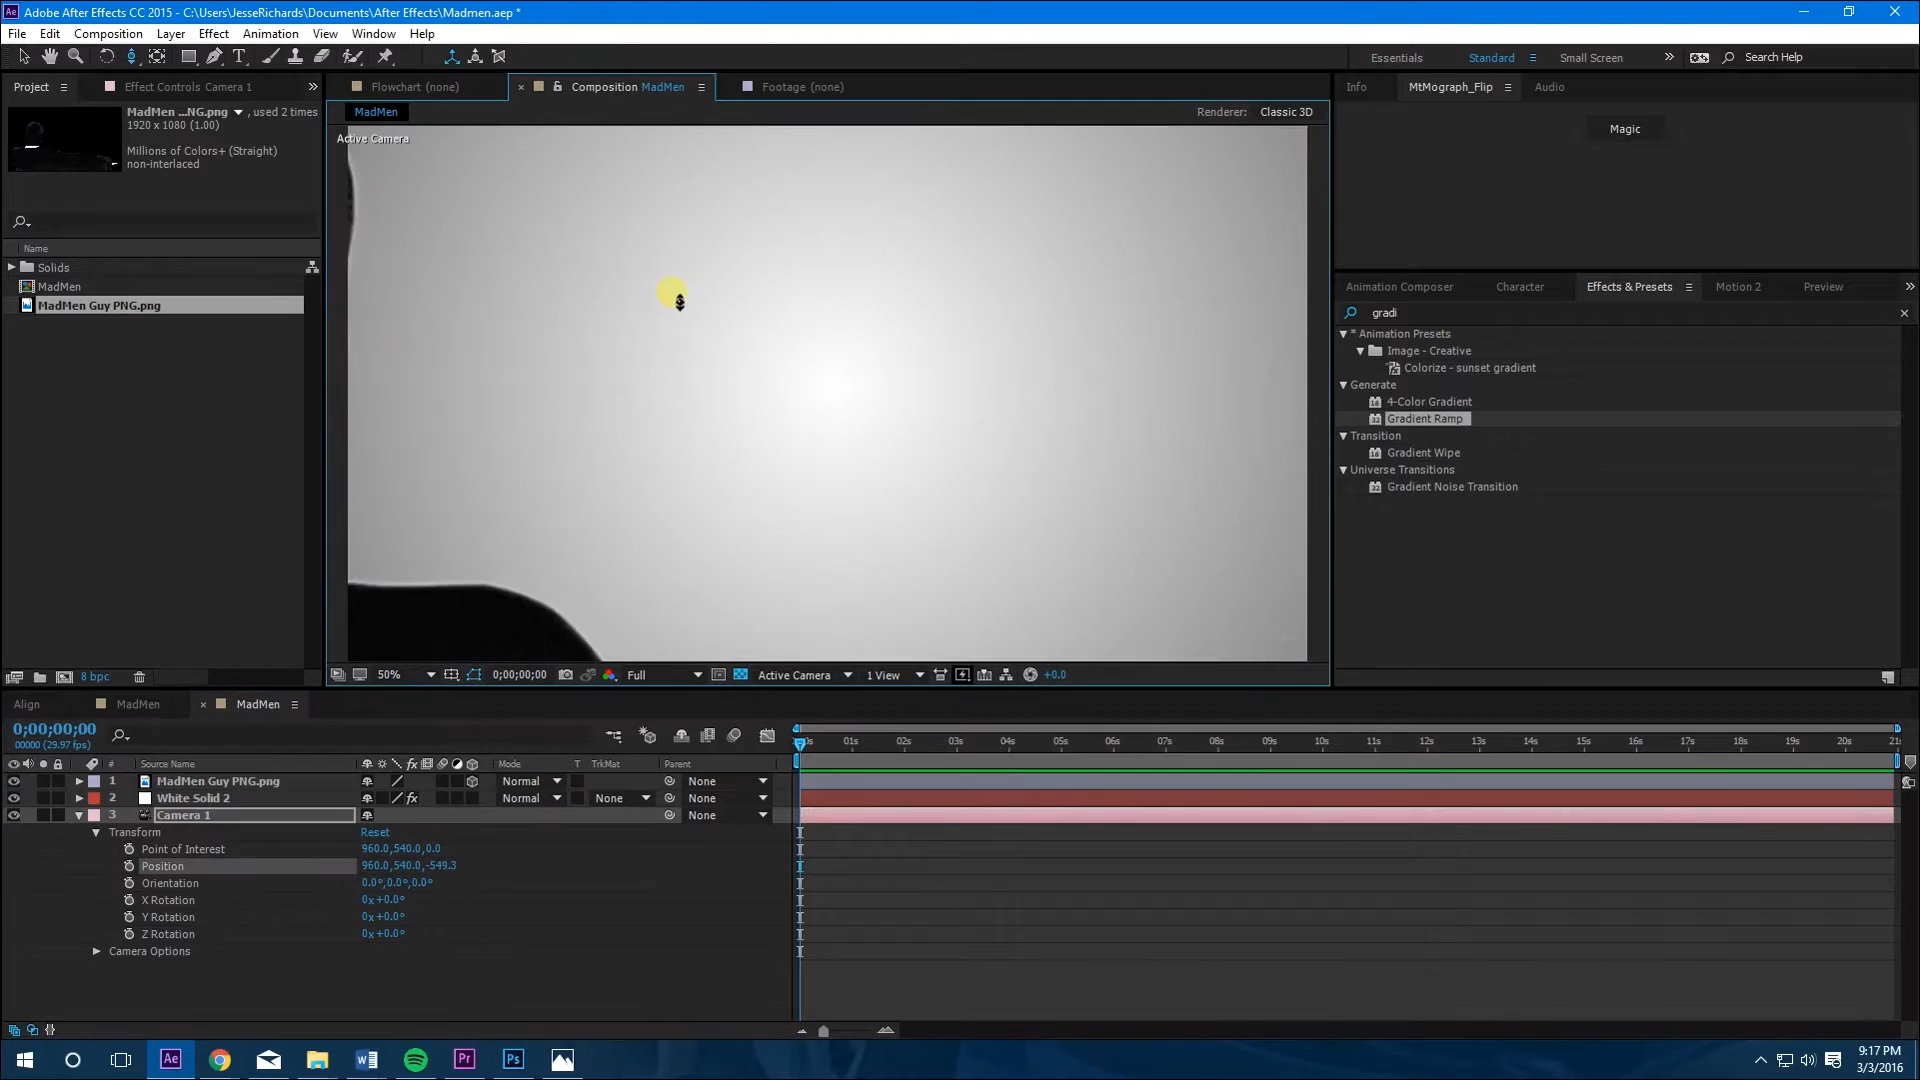 Adobe After Effects CC 2015 - C:\Users\JesseRichards\Documents\After Effects\Madmen.aep *
File Edit Composition Layer Effect Animation View Window Help
Essentials Standard Small Screen Search Help
Project Effect Controls Camera 1
Flowchart (none) Composition MadMen Footage (none)
Info MtMograph_Flip Audio
MadMen ...NG.png , used 2 times
1920 x 1080 (1.00)
Millions of Colors+ (Straight)
non-interlaced
MadMen
Renderer: Classic 3D
Active Camera
Magic
Name
Solids
MadMen
MadMen Guy PNG.png
Animation Composer Character Effects & Presets Motion 2 Preview
gradi
* Animation Presets
Image - Creative
Colorize - sunset gradient
Generate
4-Color Gradient
Gradient Ramp
Transition
Gradient Wipe
Universe Transitions
Gradient Noise Transition
8 bpc
50% 0;00;00;00 Full Active Camera 1 View +0.0
Align MadMen MadMen
0;00;00;00
00000 (29.97 fps)
01s 02s 03s 04s 05s 06s 07s 08s 09s 10s 11s 12s 13s 14s 15s 16s 17s 18s 19s 20s
# Source Name Mode T TrkMat Parent
1 MadMen Guy PNG.png Normal None
2 White Solid 2 Normal None None
3 Camera 1 None
Transform Reset
Point of Interest 960.0,540.0,0.0
Position 960.0,540.0,-549.3
Orientation 0.0°,0.0°,0.0°
X Rotation 0x+0.0°
Y Rotation 0x+0.0°
Z Rotation 0x+0.0°
Camera Options
9:17 PM
3/3/2016